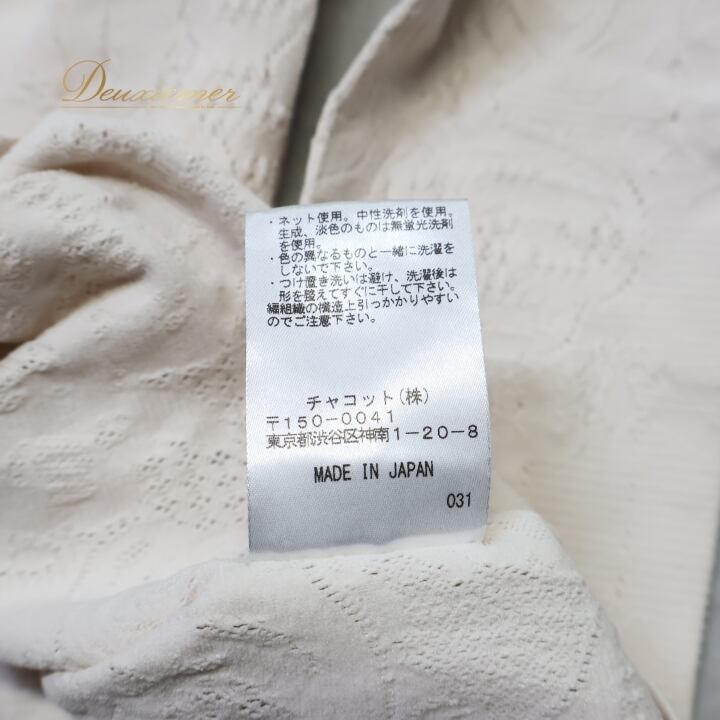 Deuxiemer
・ネット使用。中性洗剤を使用。
生成、淡色のものは無蛍光洗剤
を使用。
・色の異なるものと一緒に洗濯を
しないで下さい。
・つけ置き洗いは避け、洗濯後は
形を整えてすぐに干して下さい。
編組織の構造上引っかかりやすい
のでご注意下さい。
チャコット(株)
〒150-0041
東京都渋谷区神南1-20-8
MADE IN JAPAN
031